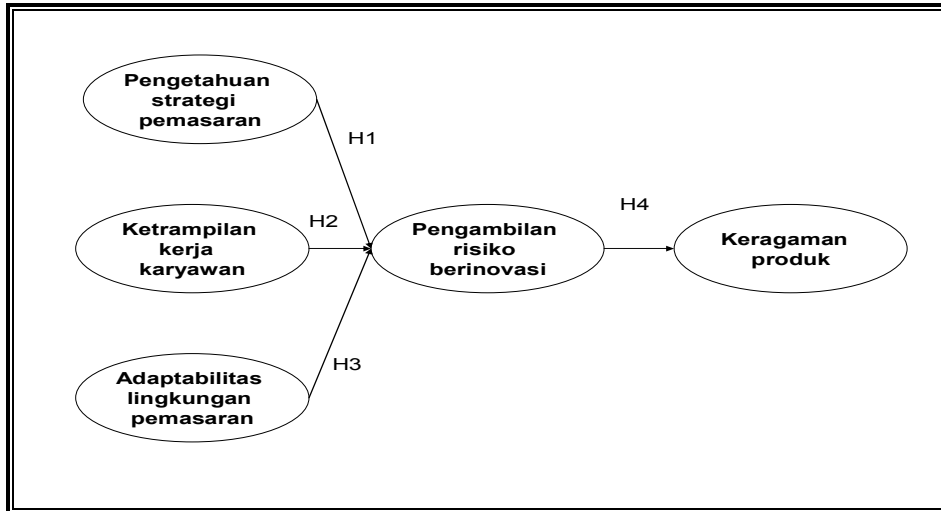 Pengetahuan
strategi
pemasaran
H1
Ketrampilan
kerja
karyawan
H2
Pengambilan
risiko
berinovasi
H4
Keragaman
produk
H3
Adaptabilitas
lingkungan
pemasaran